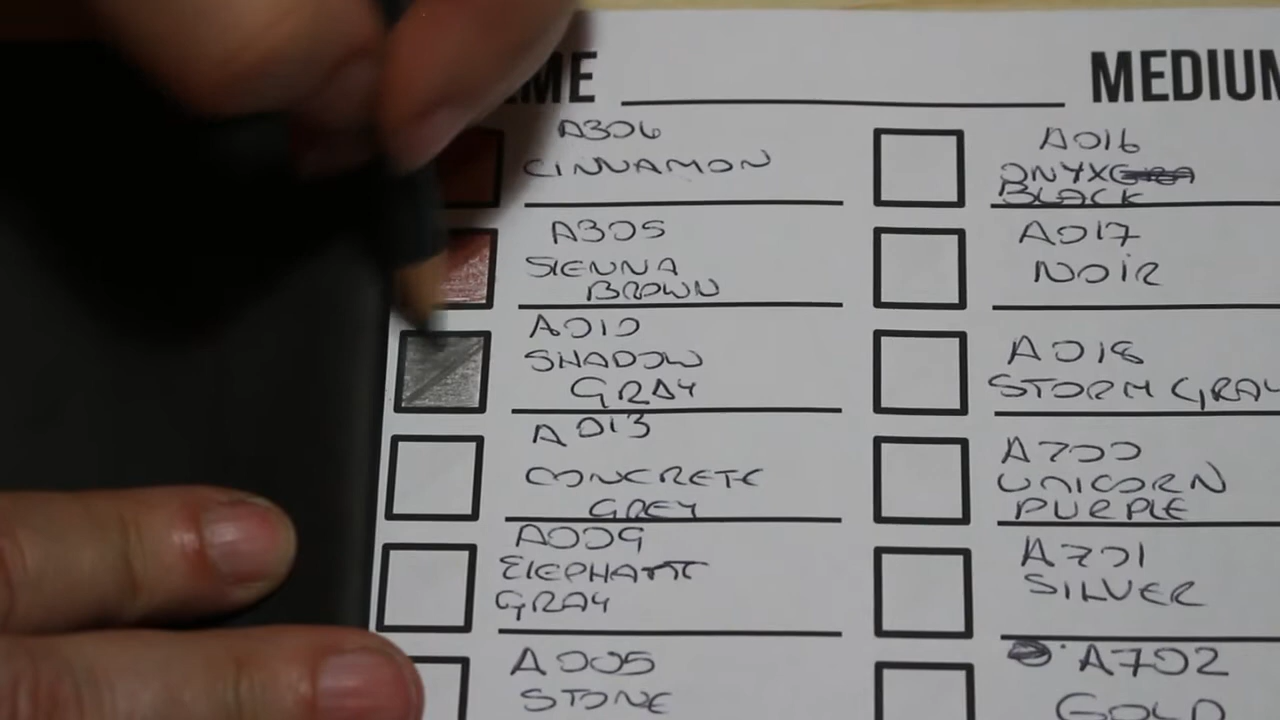 MEDIUM
A306
CINNAMON
A305
SIENNA
BROWN
A010
SHADOW
GRAY
A013
CONCRETE
GREY
A009
ELEPHANT
GRAY
A005
STONE
A016
ONYX
BLACK
A017
NOIR
A018
STORM GRAY
A700
UNICORN
PURPLE
A701
SILVER
A702
GOLD